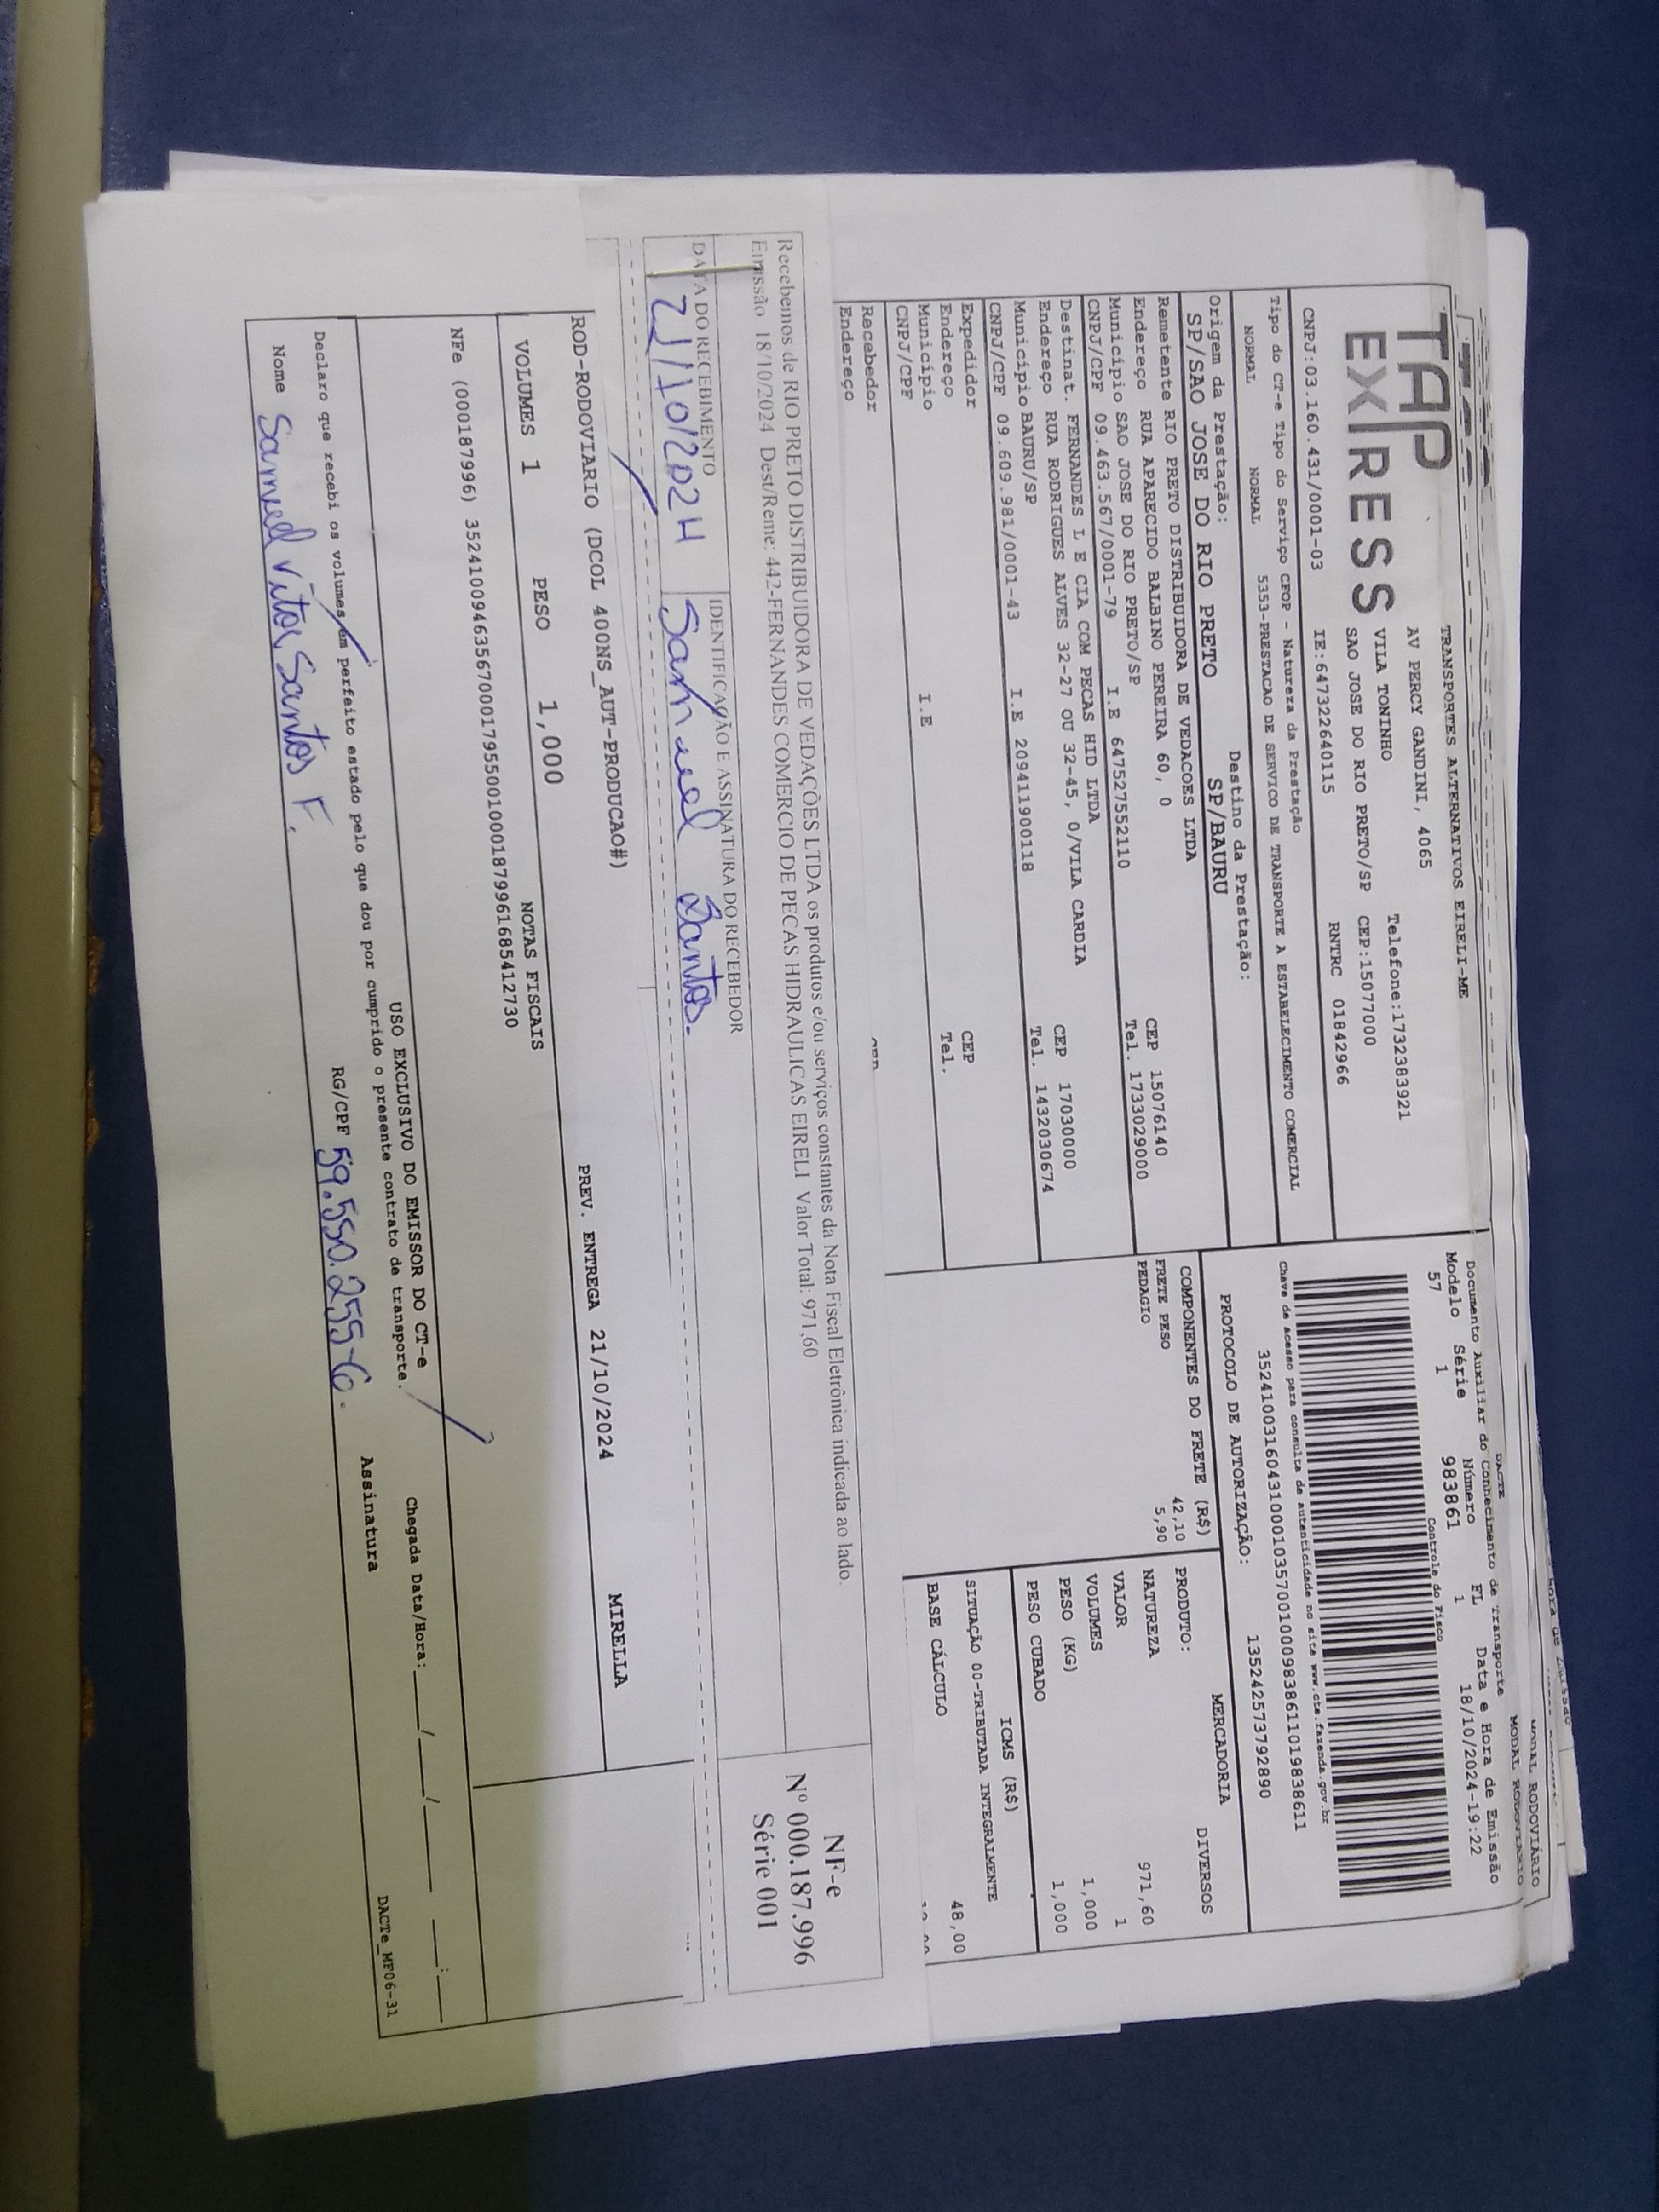 TAP
EXPRESS
TRANSPORTES ALTERNATIVOS EIRELI-ME
AV PERCY GANDINI, 4065
VILA TONINHO
SAO JOSE DO RIO PRETO/SP
Telefone:1732383921
CEP:15077000
CNPJ:03.160.431/0001-03 IE:647322640115 RNTRC 01842966
Tipo do CT-e Tipo do Serviço CFOP - Natureza da Prestação
NORMAL NORMAL 5353-PRESTACAO DE SERVICO DE TRANSPORTE A ESTABELECIMENTO COMERCIAL
Origem da Prestação: Destino da Prestação:
SP/SAO JOSE DO RIO PRETO SP/BAURU
Remetente RIO PRETO DISTRIBUIDORA DE VEDACOES LTDA
Endereço RUA APARECIDO BALBINO PEREIRA 60, 0 CEP 15076140
Município SAO JOSE DO RIO PRETO/SP Tel. 1733029000
CNPJ/CPF 09.463.567/0001-79 I.E 647527552110
Destinat. FERNANDES L E CIA COM PECAS HID LTDA
Endereço RUA RODRIGUES ALVES 32-27 OU 32-45, 0/VILA CARDIA CEP 17030000
Município BAURU/SP Tel. 1432030674
CNPJ/CPF 09.609.981/0001-43 I.E 209411900118
Expedidor
Endereço CEP
Município Tel.
CNPJ/CPF I.E
Recebedor
Endereço
DACTE
MODAL RODOVIÁRIO
Documento Auxiliar do Conhecimento de Transporte
MODAL RODOVIÁRIO
Modelo Série Número FL Data e Hora de Emissão
57 1 983861 1 18/10/2024-19:22
Controle do Fisco
Chave de acesso para consulta de autenticidade no site www.cte.fazenda.gov.br
35241003160431000103570010009838611019838611
PROTOCOLO DE AUTORIZAÇÃO: 135242573792890
COMPONENTES DO FRETE (R$)
FRETE PESO 42,10
PEDAGIO 5,90
MERCADORIA
PRODUTO: DIVERSOS
NATUREZA
VALOR 971,60
VOLUMES 1
PESO (KG) 1,000
PESO CUBADO 1,000
ICMS (R$)
SITUAÇÃO 00-TRIBUTADA INTEGRALMENTE
BASE CÁLCULO 48,00
Recebemos de RIO PRETO DISTRIBUIDORA DE VEDAÇÕES LTDA os produtos e/ou serviços constantes da Nota Fiscal Eletrônica indicada ao lado.
Emissão 18/10/2024 Dest/Reme: 442-FERNANDES COMERCIO DE PECAS HIDRAULICAS EIRELI Valor Total: 971,60
NF-e
Nº 000.187.996
Série 001
DATA DO RECEBIMENTO IDENTIFICAÇÃO E ASSINATURA DO RECEBEDOR
21/10/2024 Samuel Santos.
ROD-RODOVIARIO (DCOL 400NS_AUT-PRODUCAO#) PREV. ENTREGA 21/10/2024 MIRELLA
VOLUMES 1 PESO 1,000 NOTAS FISCAIS
NFe (000187996) 35241009463567000179550010001879961685412730
USO EXCLUSIVO DO EMISSOR DO CT-e
Declaro que recebi os volumes em perfeito estado pelo que dou por cumprido o presente contrato de transporte. Chegada Data/Hora:___/___/____ ___:___
Nome Samuel Vitor Santos F. RG/CPF 59.550.255-6. Assinatura
DACTe_MF06-31